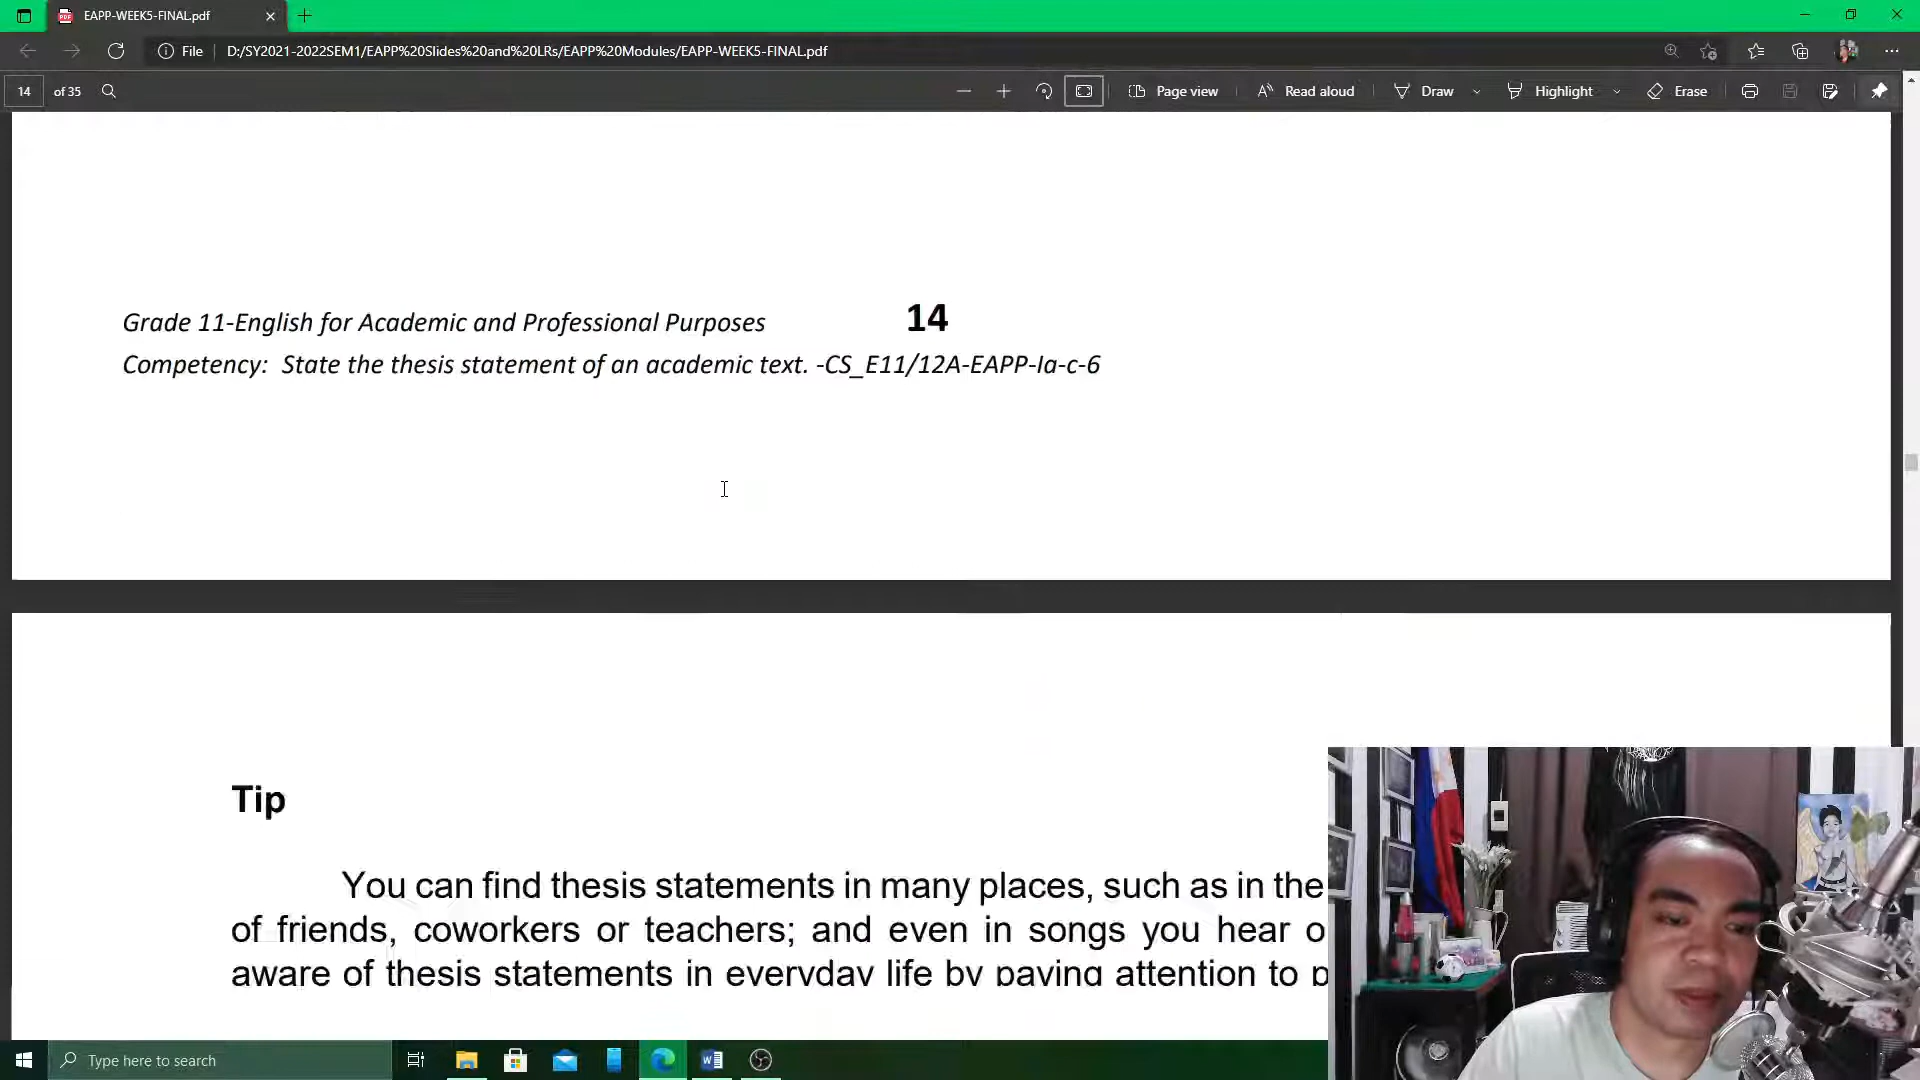 EAPP-WEEK5-FINAL.pdf
File D:/SY2021-2022SEM1/EAPP%20Slides%20and%20LRs/EAPP%20Modules/EAPP-WEEK5-FINAL.pdf
14 of 35 Page view Read aloud Draw Highlight Erase
Grade 11-English for Academic and Professional Purposes 14
Competency: State the thesis statement of an academic text. -CS_E11/12A-EAPP-Ia-c-6
Tip
You can find thesis statements in many places, such as in the
of friends, coworkers or teachers; and even in songs you hear
aware of thesis statements in everyday life by paying attention to
Type here to search